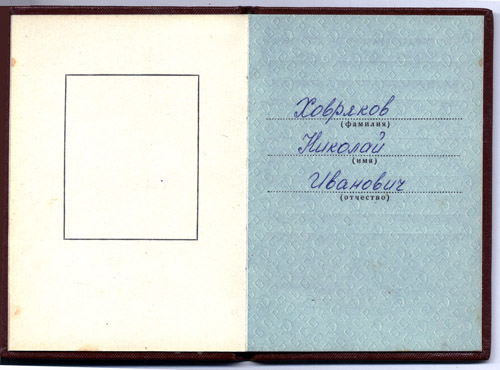 Ховряков
(фамилия)
Николай
(имя)
Иванович
(отчество)